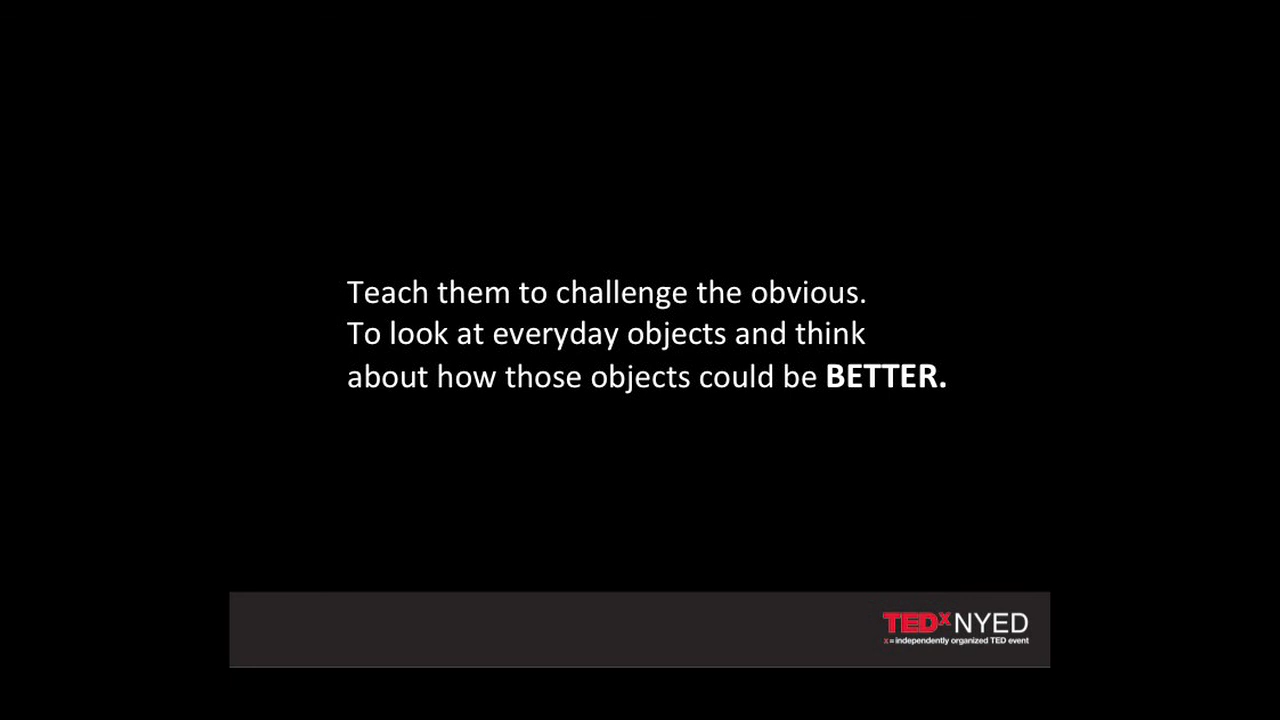 Teach them to challenge the obvious.
To look at everyday objects and think
about how those objects could be BETTER.
TEDxNYED
x = independently organized TED event